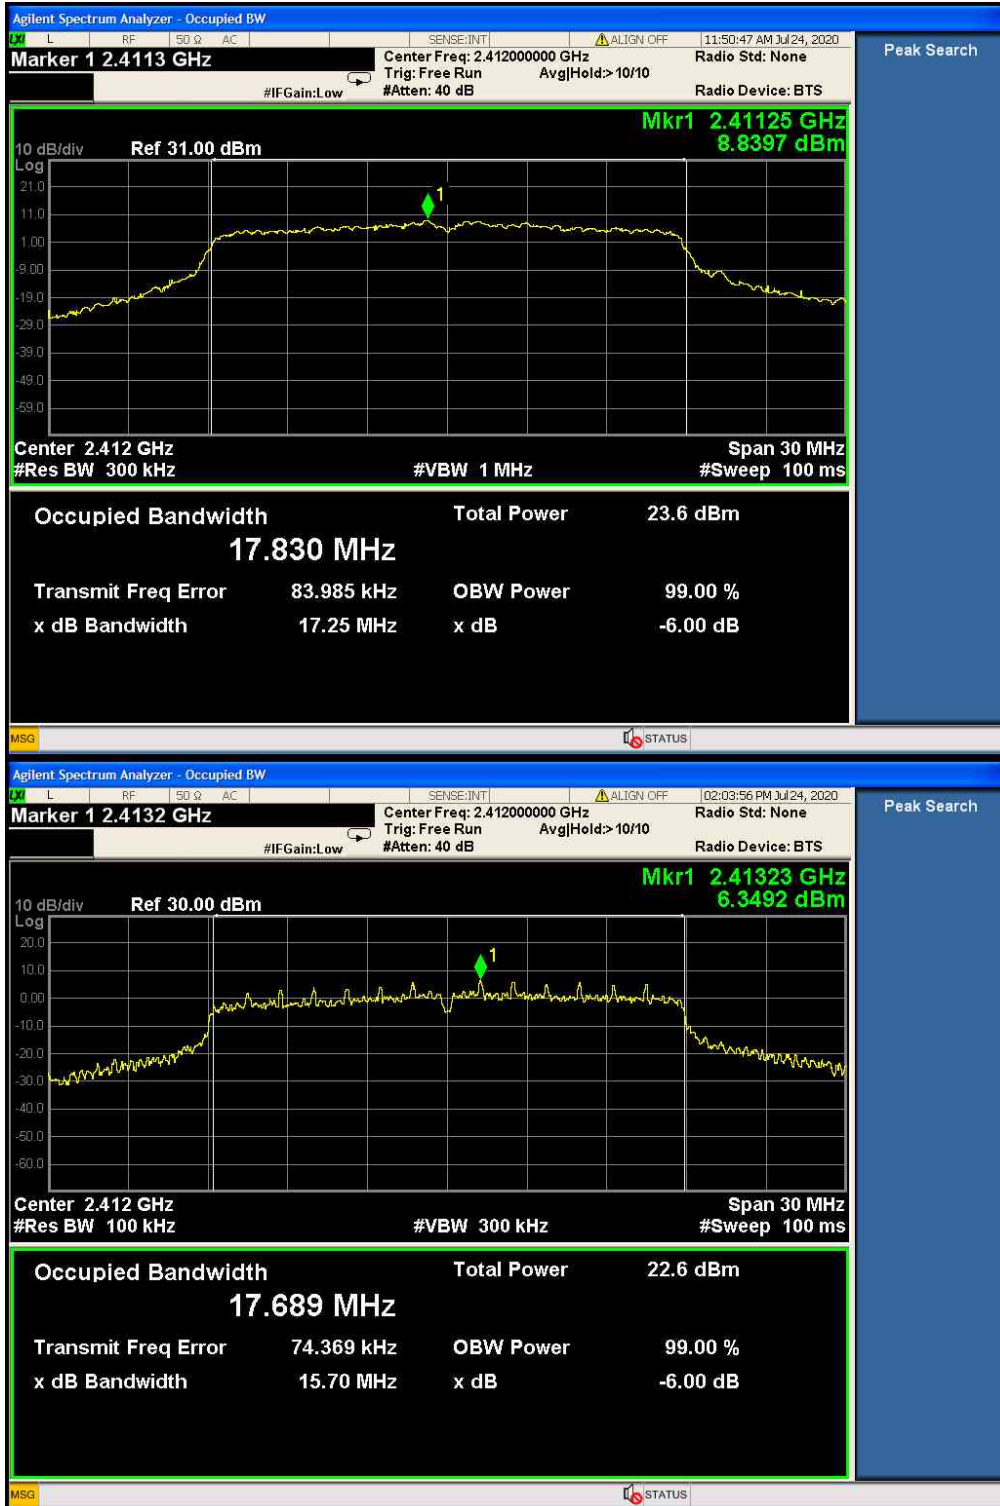 Agilent Spectrum Analyzer - Occupied BW
LXI L RF 50 Ω AC SENSE:INT ALIGN OFF 11:50:47 AM Jul 24, 2020
Marker 1 2.4113 GHz
Center Freq: 2.412000000 GHz
Radio Std: None
Trig: Free Run Avg|Hold:>10/10
#IFGain:Low #Atten: 40 dB Radio Device: BTS
Peak Search
Mkr1 2.41125 GHz
8.8397 dBm
10 dB/div Ref 31.00 dBm
Log
21.0
11.0
1.00
-9.00
-19.0
-29.0
-39.0
-49.0
-59.0
1
Center 2.412 GHz Span 30 MHz
#Res BW 300 kHz #VBW 1 MHz #Sweep 100 ms
Occupied Bandwidth Total Power 23.6 dBm
17.830 MHz
Transmit Freq Error 83.985 kHz OBW Power 99.00 %
x dB Bandwidth 17.25 MHz x dB -6.00 dB
MSG STATUS
Agilent Spectrum Analyzer - Occupied BW
LXI L RF 50 Ω AC SENSE:INT ALIGN OFF 02:03:56 PM Jul 24, 2020
Marker 1 2.4132 GHz
Center Freq: 2.412000000 GHz
Radio Std: None
Trig: Free Run Avg|Hold:>10/10
#IFGain:Low #Atten: 40 dB Radio Device: BTS
Peak Search
Mkr1 2.41323 GHz
6.3492 dBm
10 dB/div Ref 30.00 dBm
Log
20.0
10.0
0.00
-10.0
-20.0
-30.0
-40.0
-50.0
-60.0
1
Center 2.412 GHz Span 30 MHz
#Res BW 100 kHz #VBW 300 kHz #Sweep 100 ms
Occupied Bandwidth Total Power 22.6 dBm
17.689 MHz
Transmit Freq Error 74.369 kHz OBW Power 99.00 %
x dB Bandwidth 15.70 MHz x dB -6.00 dB
MSG STATUS